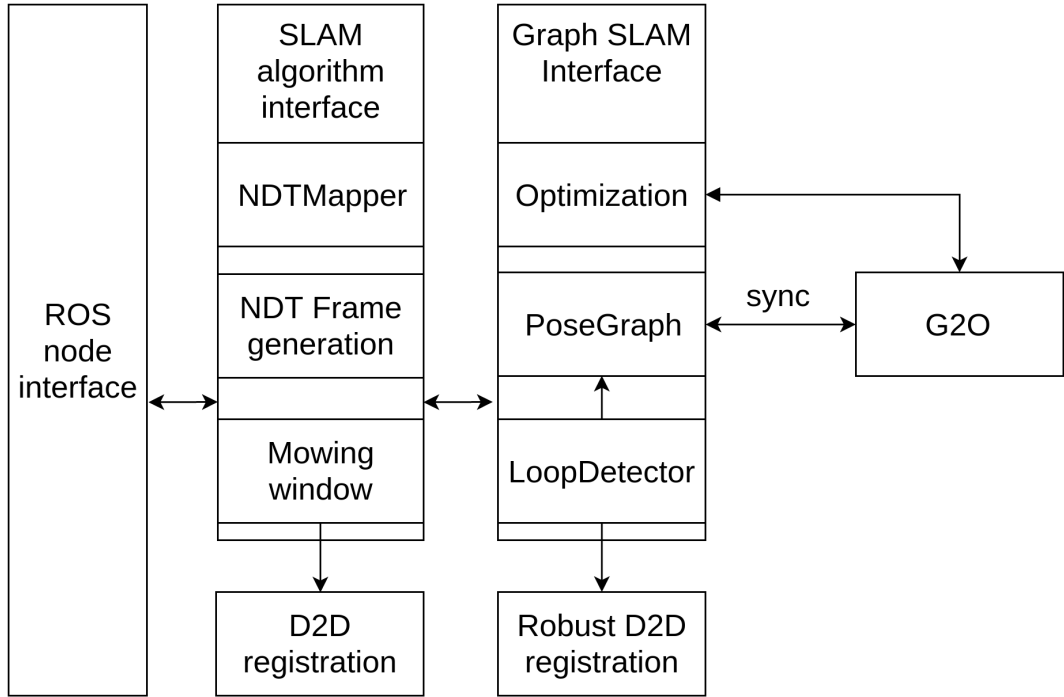 ROS
node
interface
SLAM
algorithm
interface
NDTMapper
NDT Frame
generation
Mowing
window
D2D
registration
Graph SLAM
Interface
Optimization
PoseGraph
LoopDetector
Robust D2D
registration
sync
G2O